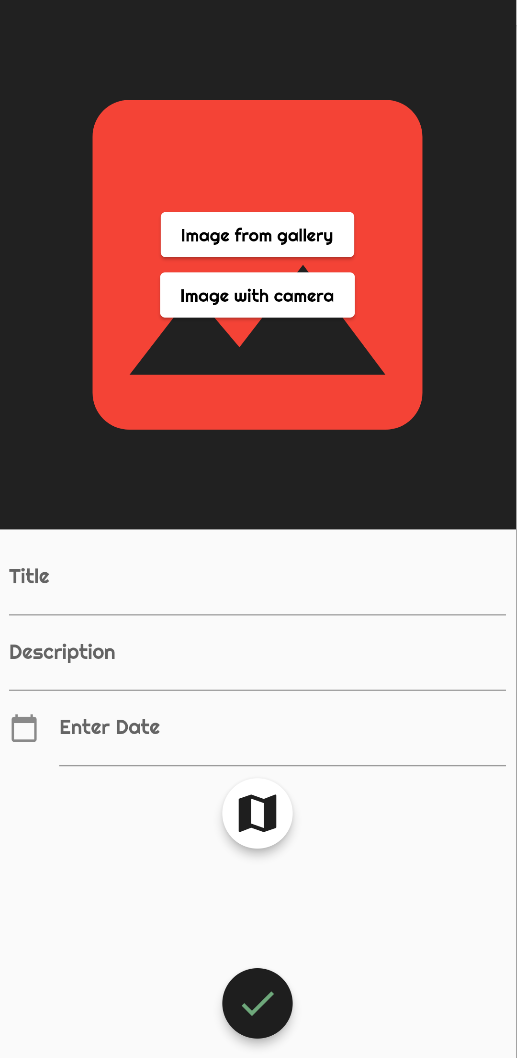 Image from gallery
Image with camera
Title
Description
Enter Date